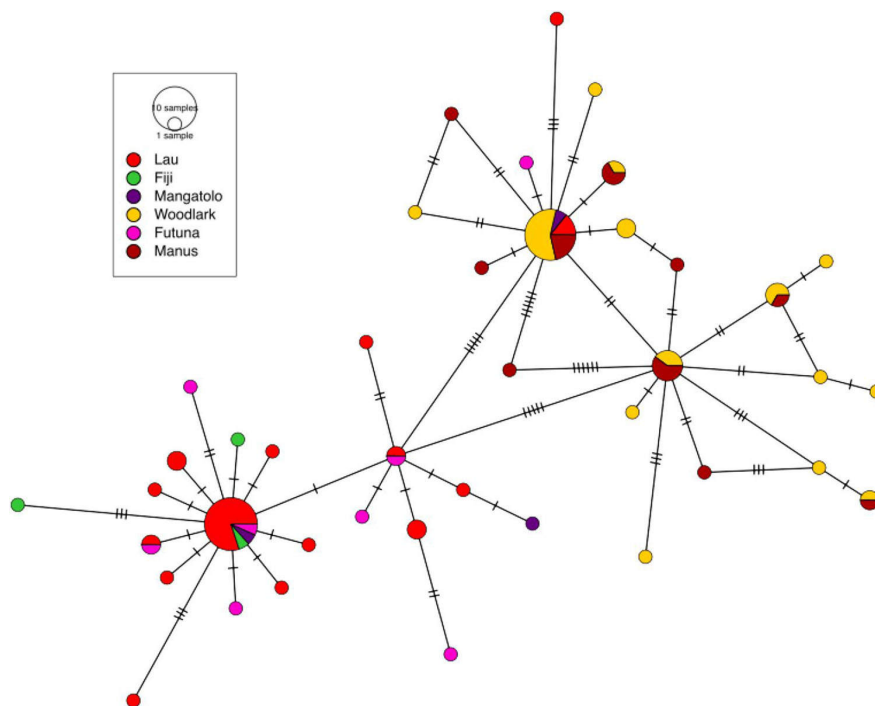 10 samples
1 sample
Lau
Fiji
Mangatolo
Woodlark
Futuna
Manus